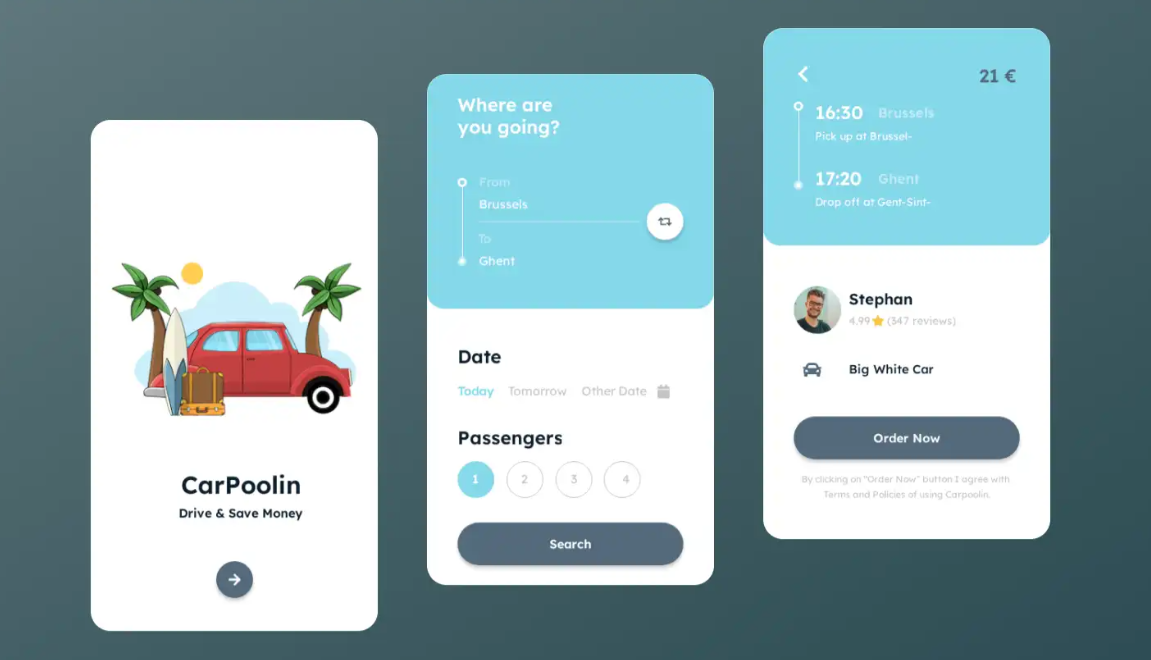 CarPoolin
Drive & Save Money
Where are
you going?
From
Brussels
To
Ghent
Date
Today Tomorrow Other Date
Passengers
1 2 3 4
Search
21 €
16:30 Brussels
Pick up at Brussel-
17:20 Ghent
Drop off at Gent-Sint-
Stephan
4.99 (347 reviews)
Big White Car
Order Now
By clicking on "Order Now" button I agree with
Terms and Policies of using Carpoolin.